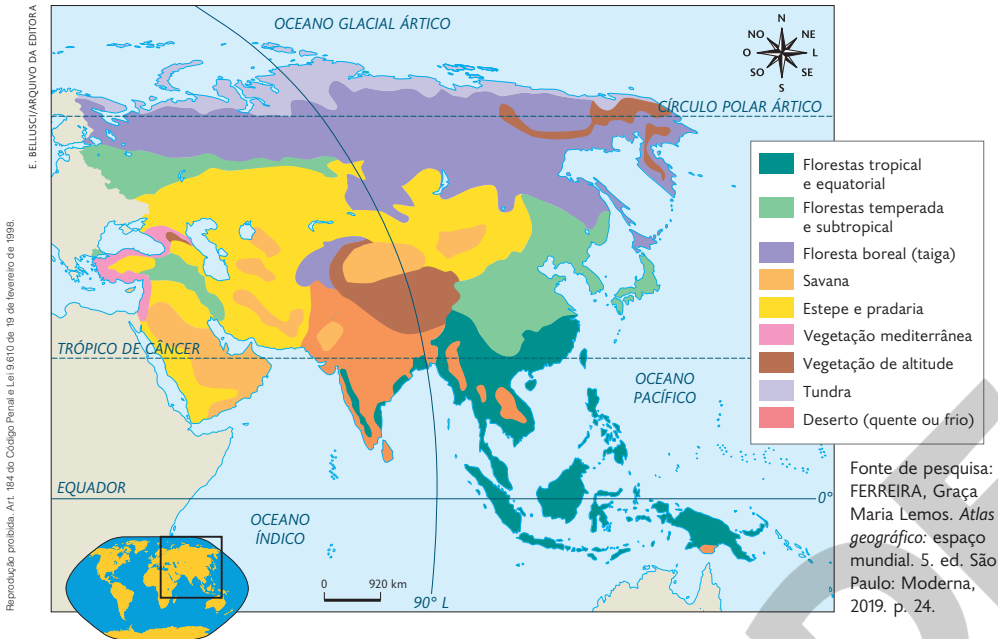 E. BELLUSCI/ARQUIVO DA EDITORA
Reprodução proibida. Art. 184 do Código Penal e Lei 9.610 de 19 de fevereiro de 1998.
OCEANO GLACIAL ÁRTICO
N
NO
NE
O
L
SO
SE
S
CÍRCULO POLAR ÁRTICO
TRÓPICO DE CÂNCER
OCEANO
PACÍFICO
EQUADOR
0°
OCEANO
ÍNDICO
0
920 km
90° L
Florestas tropical
e equatorial
Florestas temperada
e subtropical
Floresta boreal (taiga)
Savana
Estepe e pradaria
Vegetação mediterrânea
Vegetação de altitude
Tundra
Deserto (quente ou frio)
Fonte de pesquisa:
FERREIRA, Graça
Maria Lemos. Atlas
geográfico: espaço
mundial. 5. ed. São
Paulo: Moderna,
2019. p. 24.